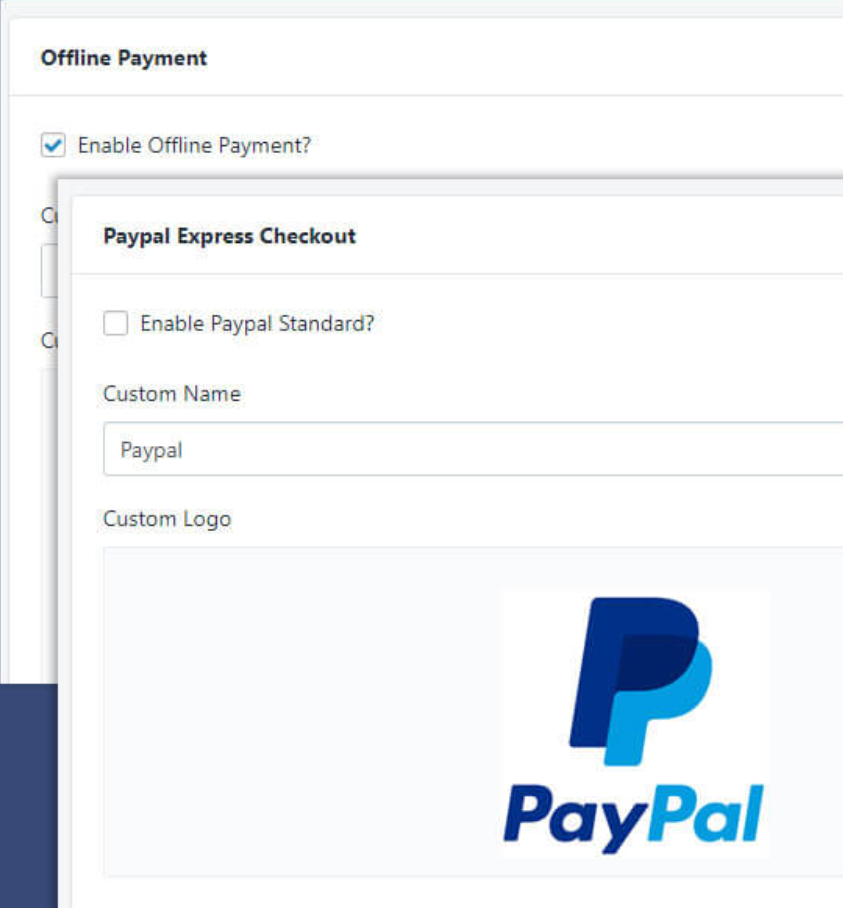 Offline Payment
Enable Offline Payment?
Paypal Express Checkout
Enable Paypal Standard?
Custom Name
Paypal
Custom Logo
PayPal